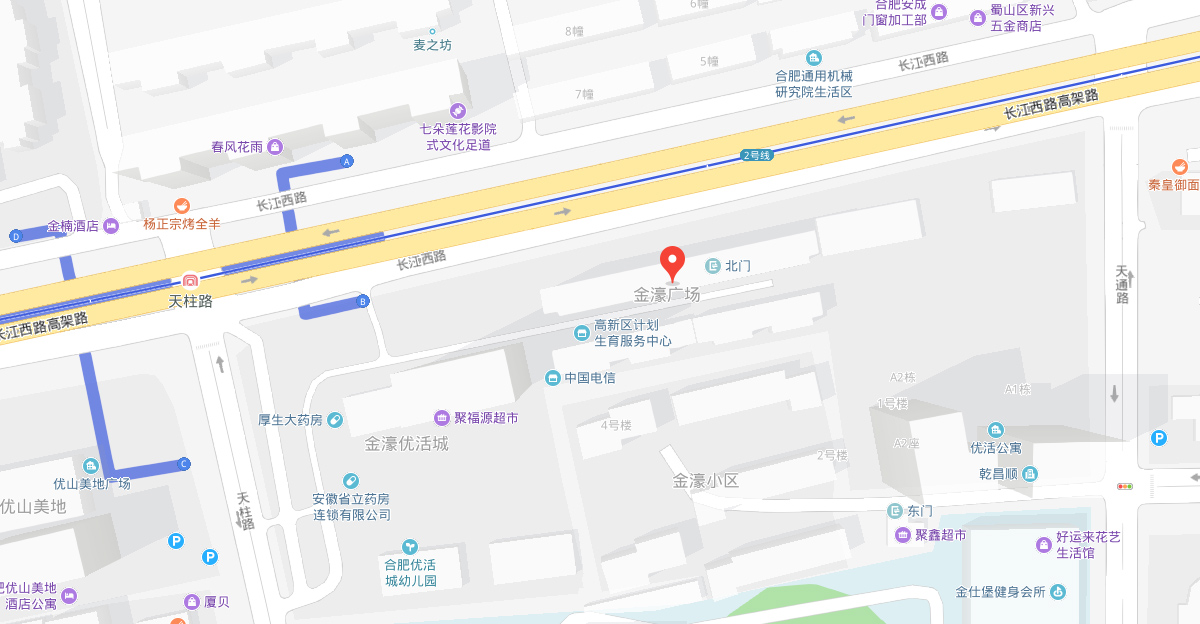 合肥安成
门窗加工部
蜀山区新兴
五金商店
6幢
8幢
麦之坊
5幢
7幢
合肥通用机械
研究院生活区
长江西路
长江西路高架路
七朵莲花影院
式文化足道
春风花雨
A
2号线
秦皇御面
长江西路
金楠酒店
杨正宗烤全羊
D
长江西路
北门
金濠广场
天柱路
B
长江西路高架路
天通路
高新区计划
生育服务中心
中国电信
A2栋
A1栋
1号楼
厚生大药房
聚福源超市
4号楼
金濠优活城
A2座
优活公寓
P
2号楼
优山美地广场
C
乾昌顺
金濠小区
优山美地
天柱路
安徽省立药房
连锁有限公司
东门
聚鑫超市
好运来花艺
生活馆
P
P
合肥优活
城幼儿园
肥优山美地
酒店公寓
厦贝
金仕堡健身会所